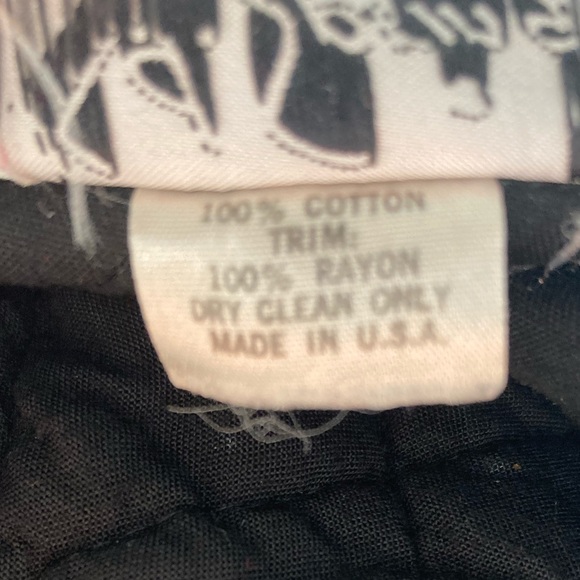 100% COTTON
TRIM:
100% RAYON
DRY CLEAN ONLY
MADE IN U.S.A.